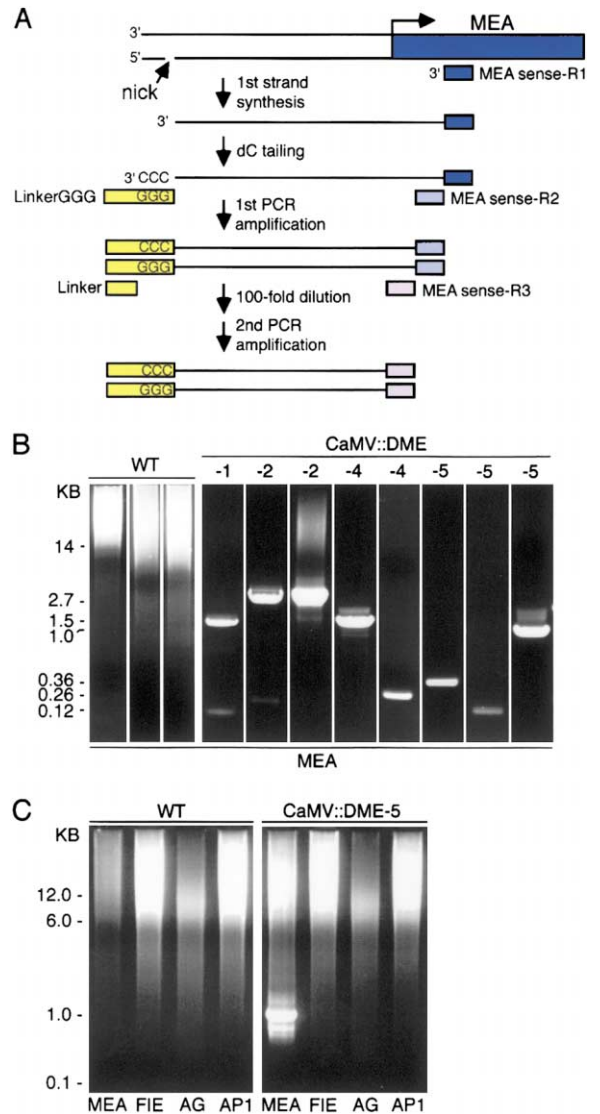 A
MEA
3'
5'
nick
3' MEA sense-R1
1st strand
synthesis
3'
dC tailing
3' CCC
LinkerGGG GGG MEA sense-R2
1st PCR
amplification
CCC
GGG
Linker MEA sense-R3
100-fold dilution
2nd PCR
amplification
CCC
GGG
B
CaMV::DME
WT
-1 -2 -2 -4 -4 -5 -5 -5
KB
14 -
2.7 -
1.5 -
1.0 -
0.36 -
0.26 -
0.12 -
MEA
C
WT CaMV::DME-5
KB
12.0 -
6.0 -
1.0 -
0.1 -
MEA FIE AG AP1 MEA FIE AG AP1